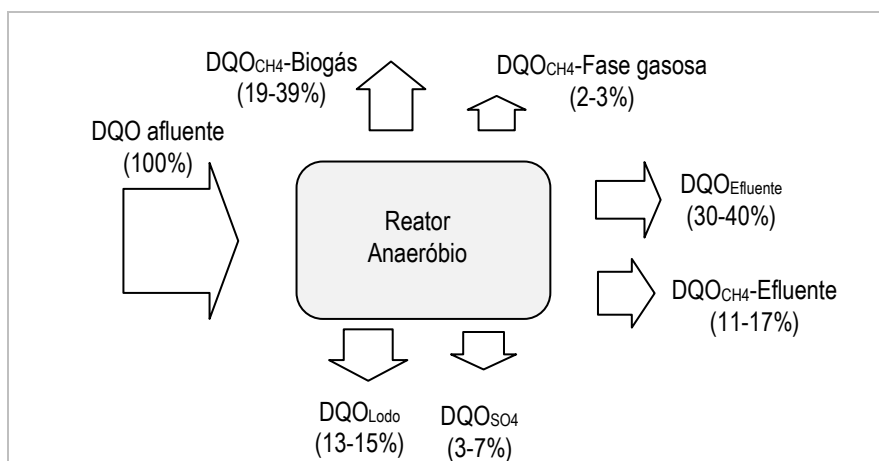 DQOCH4-Biogás
(19-39%)
DQOCH4-Fase gasosa
(2-3%)
DQO afluente
(100%)
Reator
Anaeróbio
DQOEfluente
(30-40%)
DQOCH4-Efluente
(11-17%)
DQOLodo
(13-15%)
DQOSO4
(3-7%)